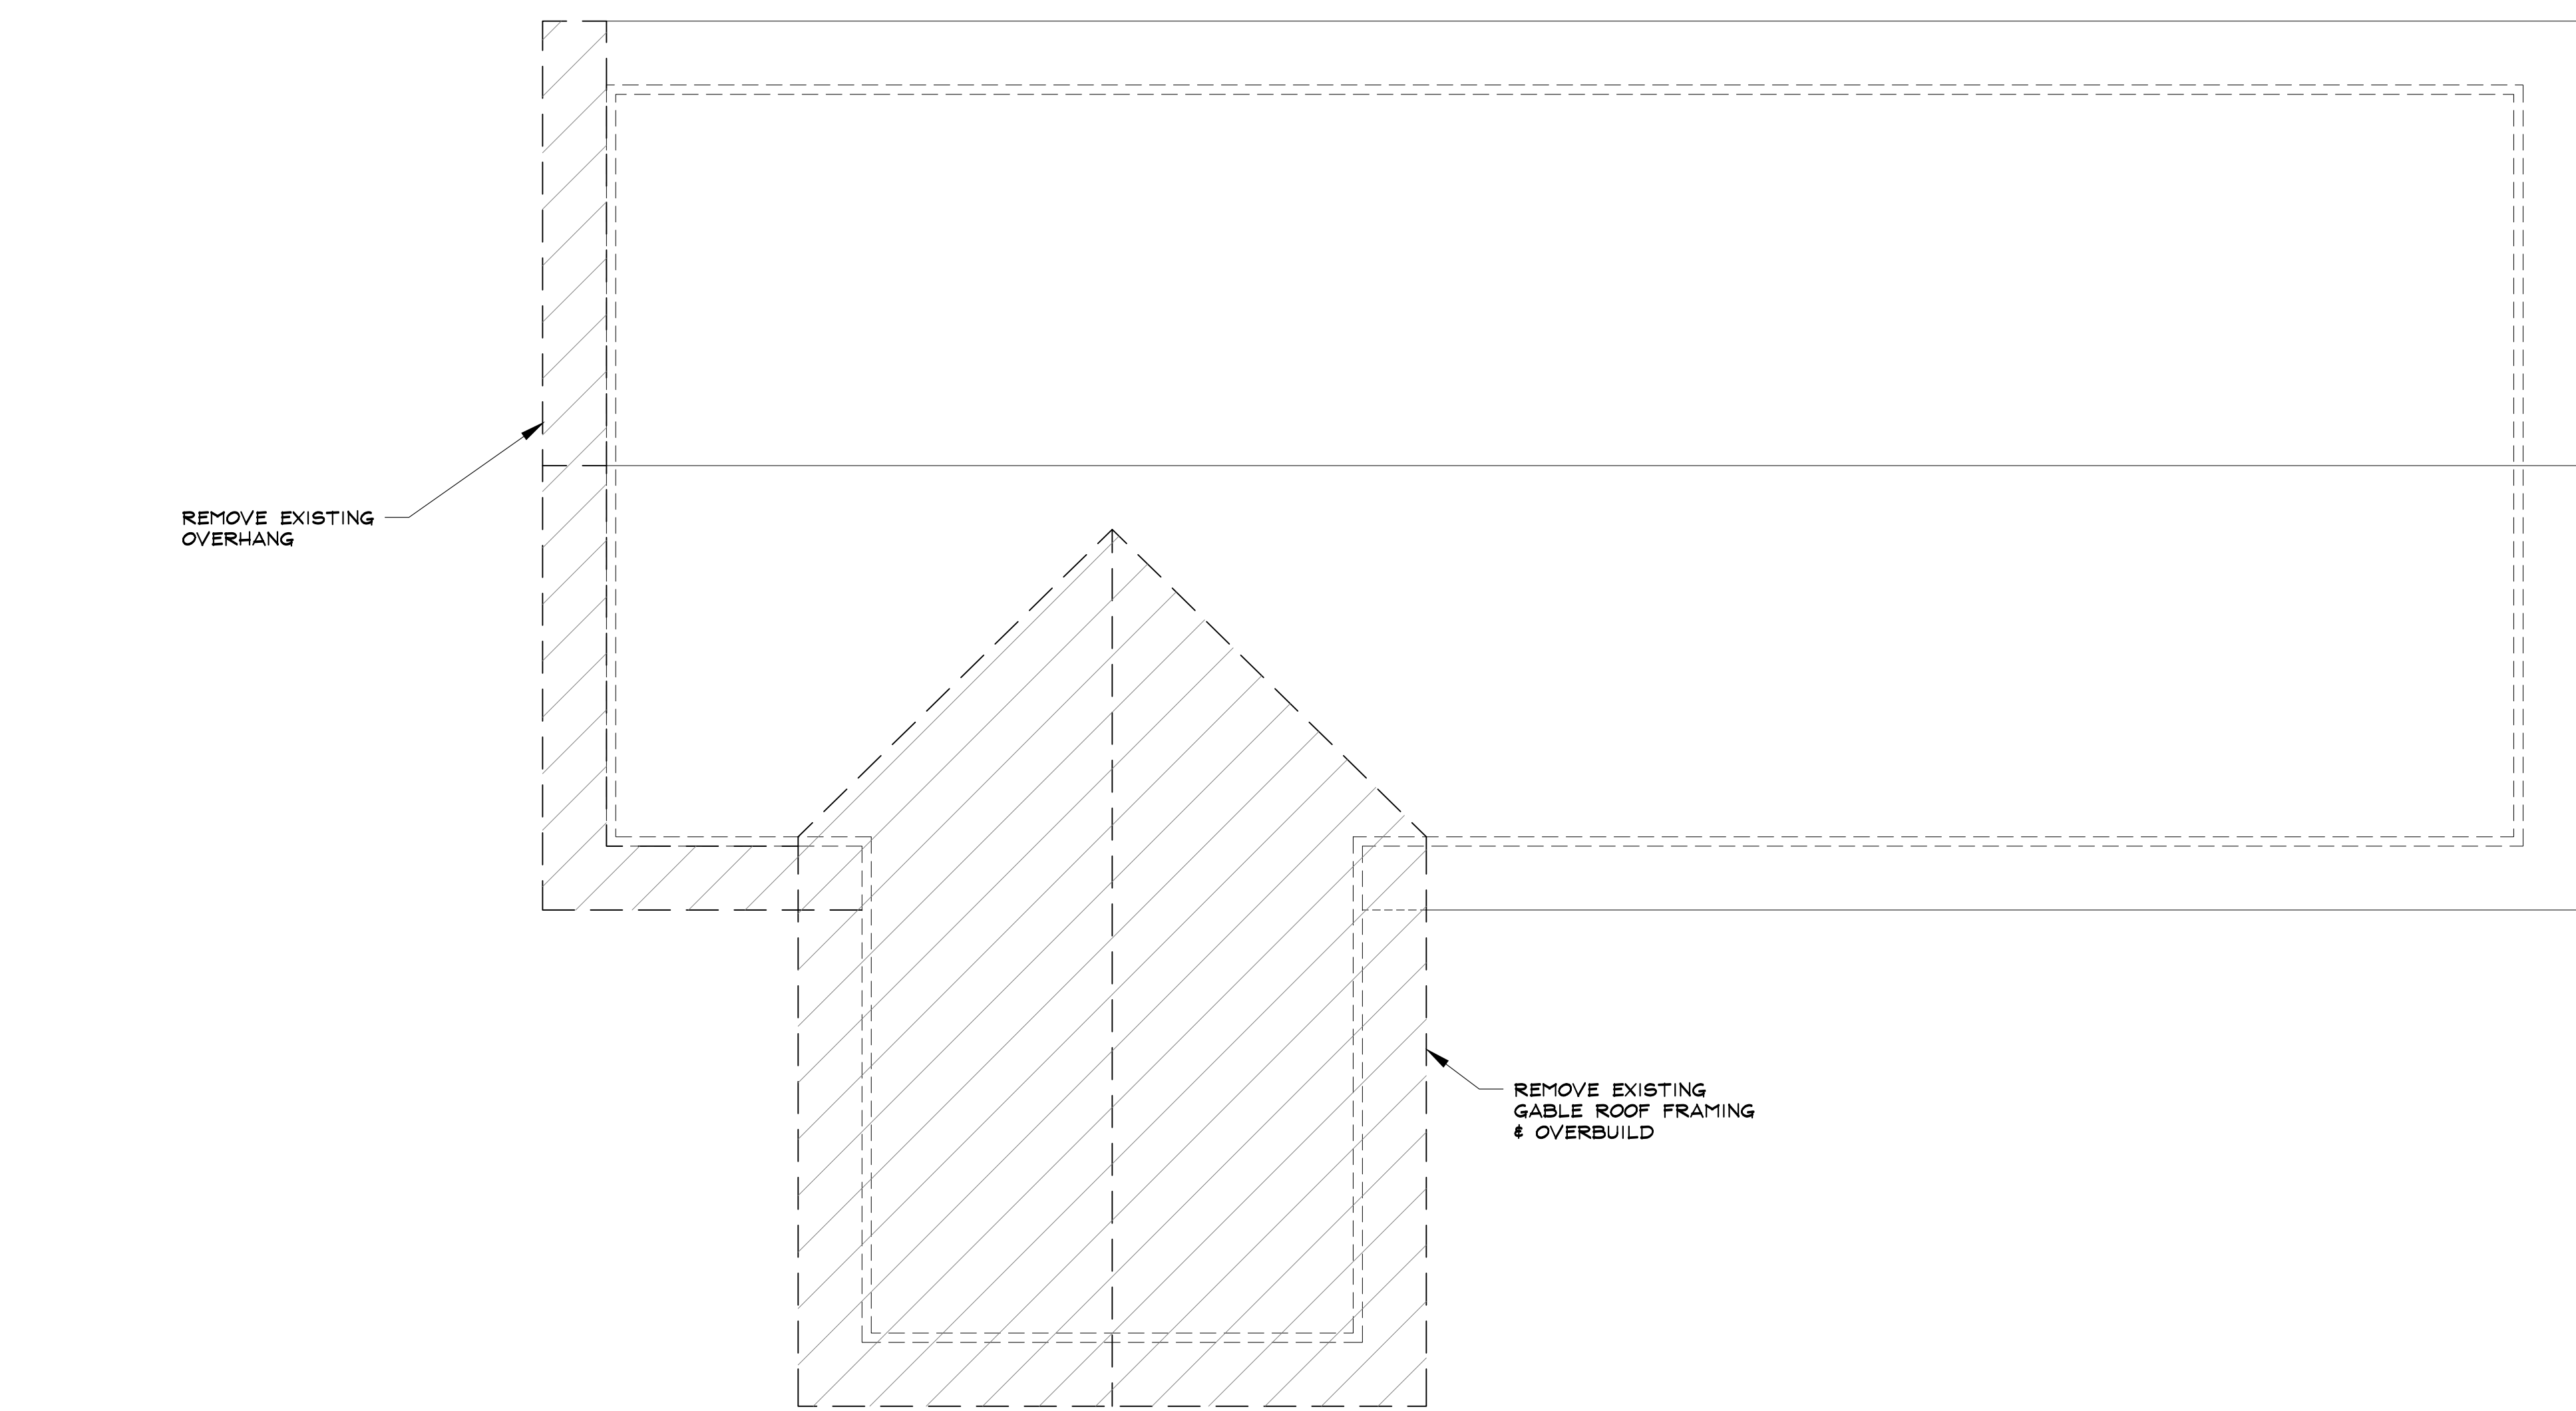 REMOVE EXISTING
OVERHANG
REMOVE EXISTING
GABLE ROOF FRAMING
& OVERBUILD